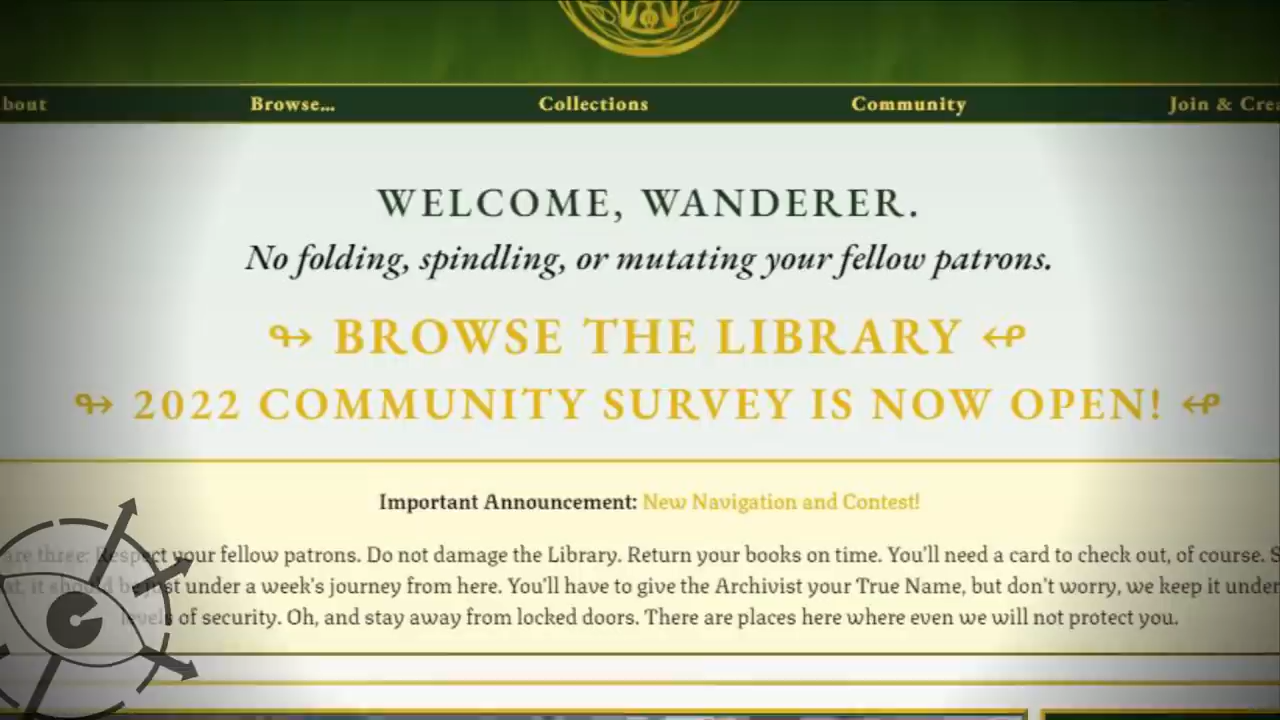 bout Browse... Collections Community Join & Crea
WELCOME, WANDERER.
No folding, spindling, or mutating your fellow patrons.
↬ BROWSE THE LIBRARY ↫
↬ 2022 COMMUNITY SURVEY IS NOW OPEN! ↫
Important Announcement: New Navigation and Contest!
are three: Respect your fellow patrons. Do not damage the Library. Return your books on time. You'll need a card to check out, of course. S
it should be just under a week's journey from here. You'll have to give the Archivist your True Name, but don't worry, we keep it under
levels of security. Oh, and stay away from locked doors. There are places here where even we will not protect you.